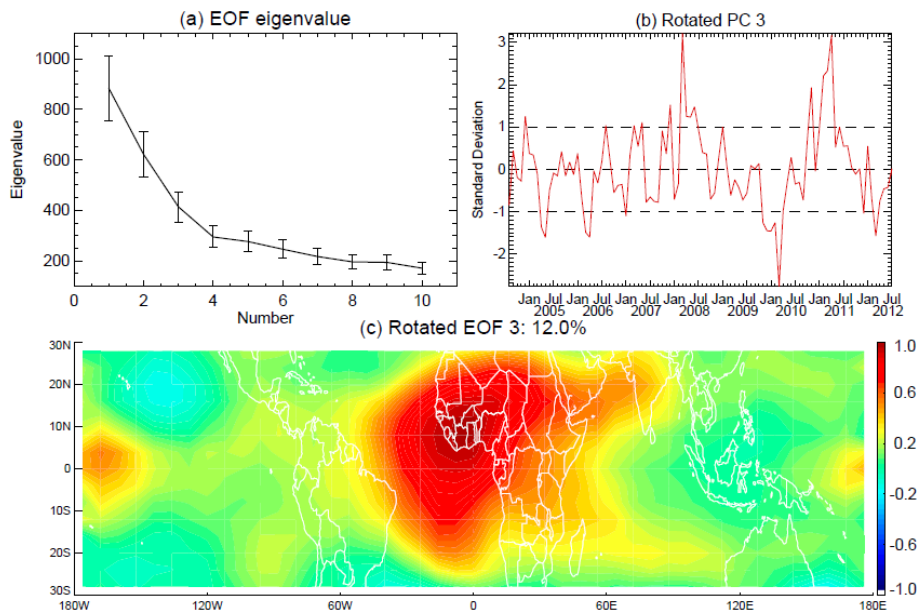 (a) EOF eigenvalue
(b) Rotated PC 3
1000
800
600
400
200
Eigenvalue
0 2 4 6 8 10
Number
3
2
1
0
-1
-2
Standard Deviation
Jan Jul Jan Jul Jan Jul Jan Jul Jan Jul Jan Jul Jan Jul Jan Jul
2005 2006 2007 2008 2009 2010 2011 2012
(c) Rotated EOF 3: 12.0%
30N
20N
10N
0
10S
20S
30S
180W 120W 60W 0 60E 120E 180E
1.0
0.6
0.2
-0.2
-0.6
-1.0